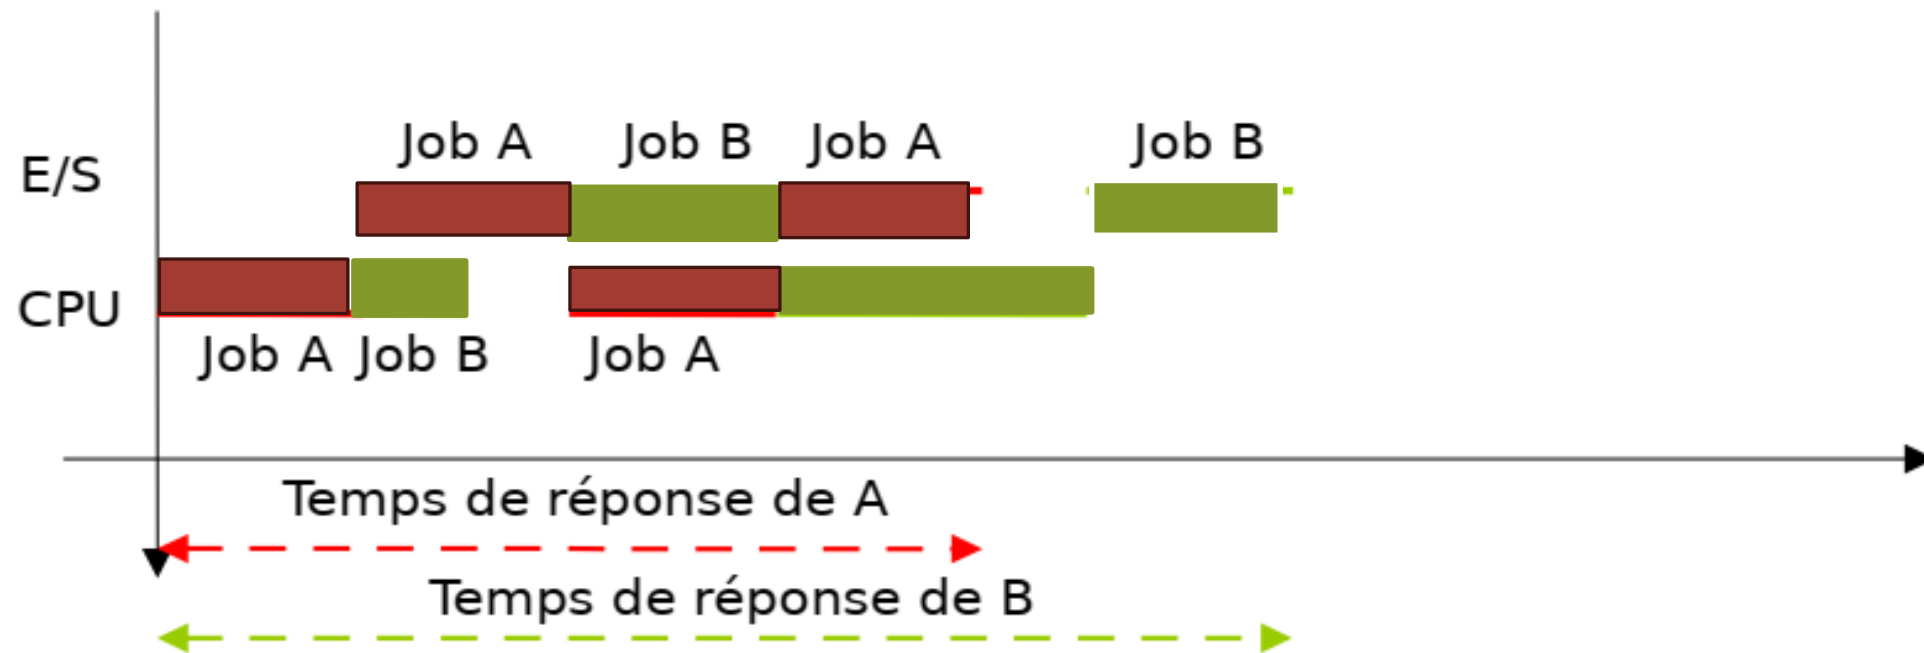 Job A Job B Job A Job B
E/S
CPU
Job A Job B Job A
Temps de réponse de A
Temps de réponse de B